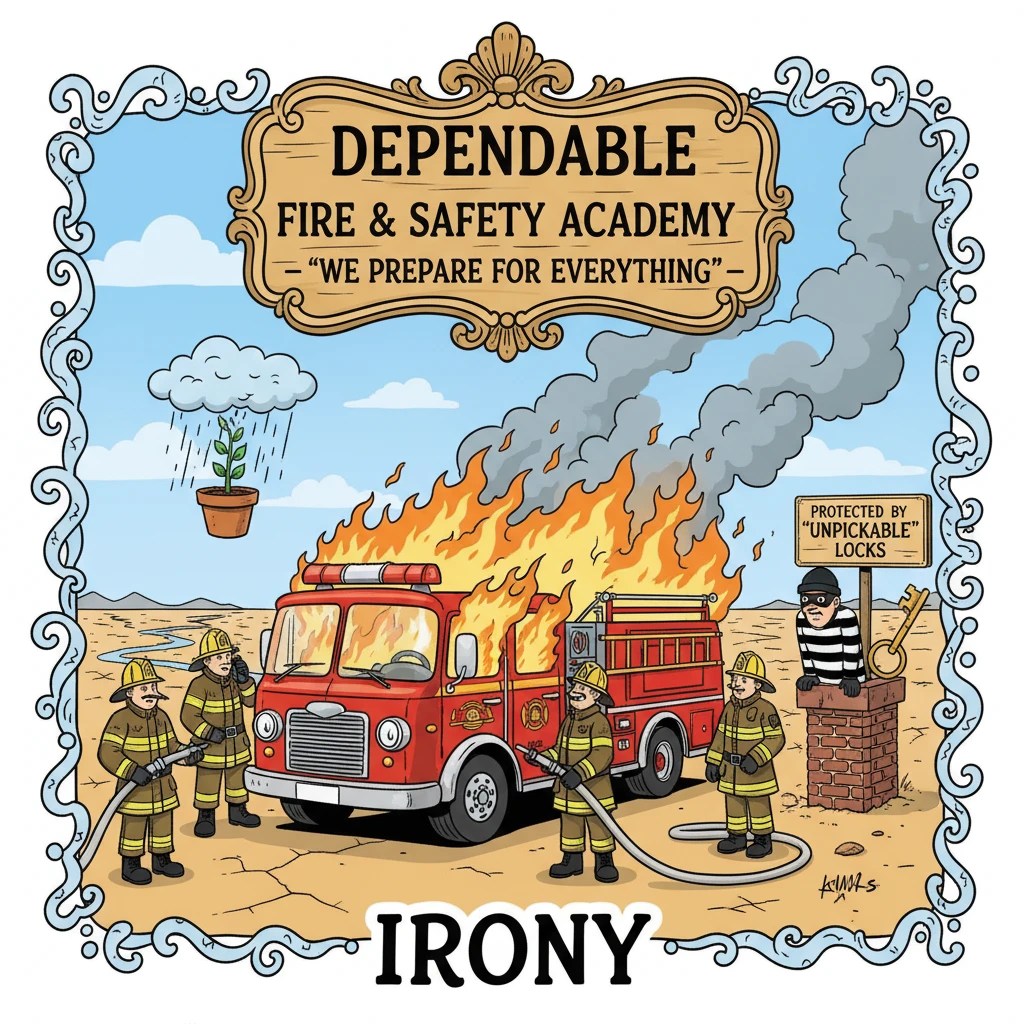 DEPENDABLE
FIRE & SAFETY ACADEMY
– "WE PREPARE FOR EVERYTHING" –
PROTECTED BY
"UNPICKABLE"
LOCKS
IRONY